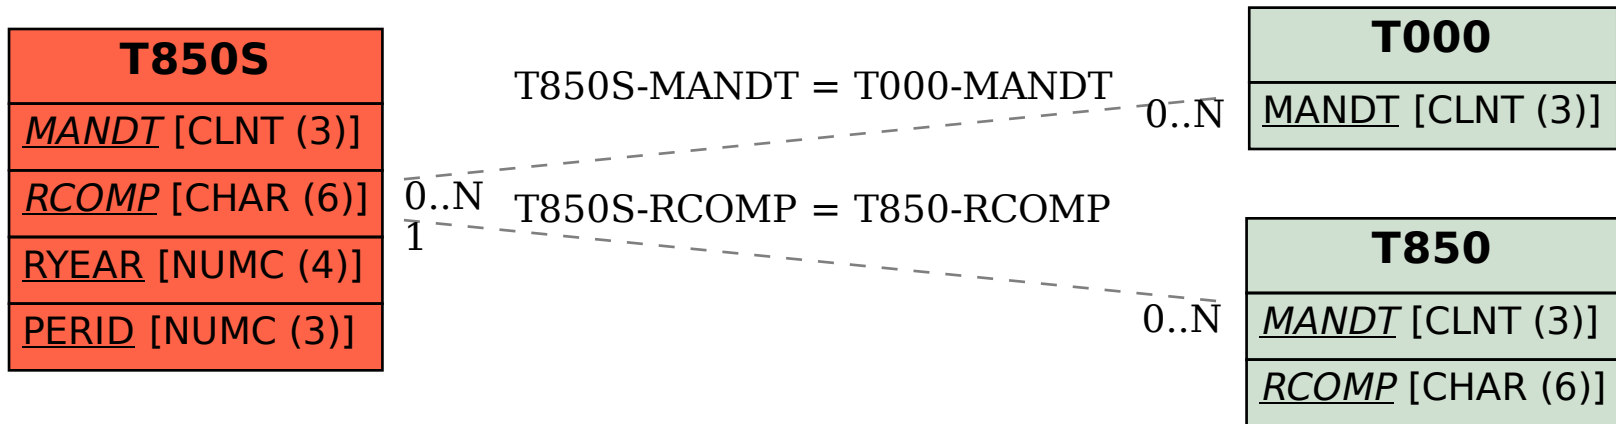 T850S
MANDT [CLNT (3)]
RCOMP [CHAR (6)]
RYEAR [NUMC (4)]
PERID [NUMC (3)]
T850S-MANDT = T000-MANDT
0..N
0..N
T850S-RCOMP = T850-RCOMP
1
0..N
T000
MANDT [CLNT (3)]
T850
MANDT [CLNT (3)]
RCOMP [CHAR (6)]